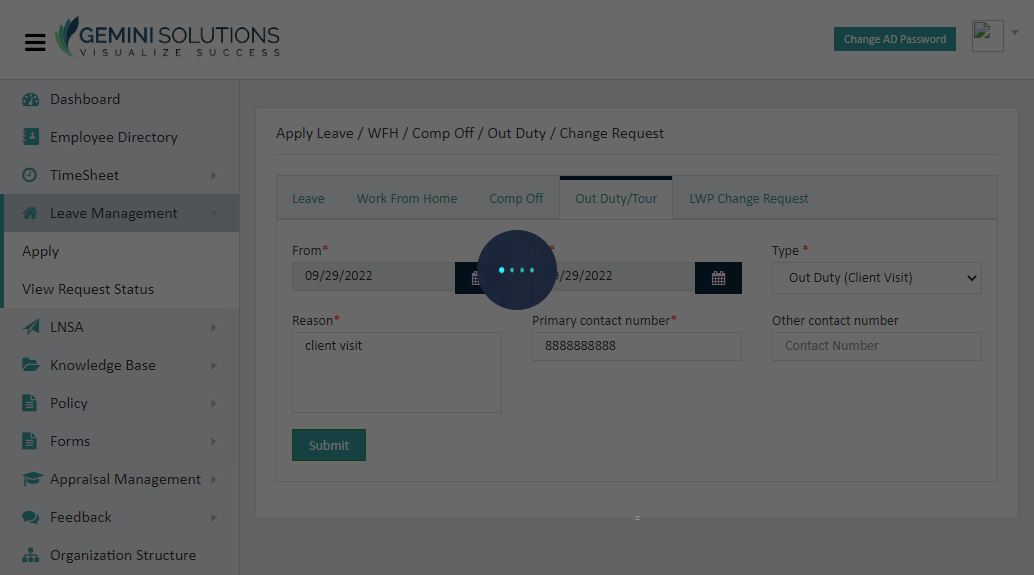 GEMINI SOLUTIONS
VISUALIZE SUCCESS
Change AD Password
Dashboard
Employee Directory
TimeSheet
Leave Management
Apply
View Request Status
LNSA
Knowledge Base
Policy
Forms
Appraisal Management
Feedback
Organization Structure
Apply Leave / WFH / Comp Off / Out Duty / Change Request
Leave Work From Home Comp Off Out Duty/Tour LWP Change Request
From* * Type *
09/29/2022 /29/2022 Out Duty (Client Visit)
Reason* Primary contact number* Other contact number
client visit 8888888888 Contact Number
Submit